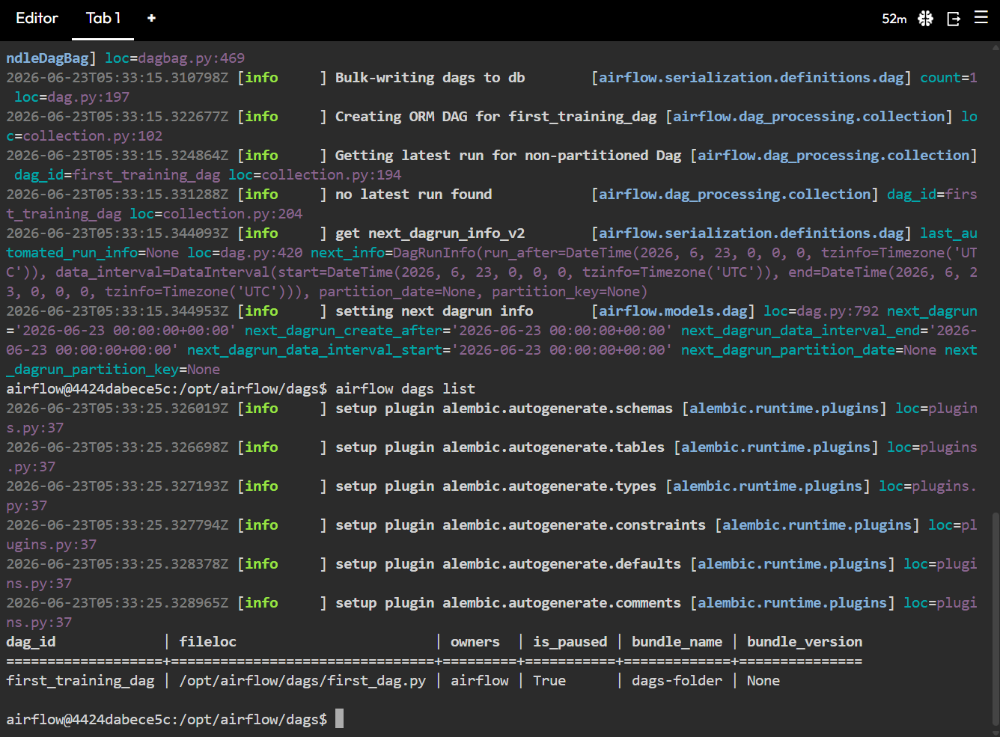 Editor Tab 1 + 52m
ndleDagBag] loc=dagbag.py:469
2026-06-23T05:33:15.310798Z [info     ] Bulk-writing dags to db        [airflow.serialization.definitions.dag] count=1
 loc=dag.py:197
2026-06-23T05:33:15.322677Z [info     ] Creating ORM DAG for first_training_dag [airflow.dag_processing.collection] lo
c=collection.py:102
2026-06-23T05:33:15.324864Z [info     ] Getting latest run for non-partitioned Dag [airflow.dag_processing.collection]
 dag_id=first_training_dag loc=collection.py:194
2026-06-23T05:33:15.331288Z [info     ] no latest run found            [airflow.dag_processing.collection] dag_id=firs
t_training_dag loc=collection.py:204
2026-06-23T05:33:15.344093Z [info     ] get next_dagrun_info_v2        [airflow.serialization.definitions.dag] last_au
tomated_run_info=None loc=dag.py:420 next_info=DagRunInfo(run_after=DateTime(2026, 6, 23, 0, 0, 0, tzinfo=Timezone('UT
C')), data_interval=DataInterval(start=DateTime(2026, 6, 23, 0, 0, 0, tzinfo=Timezone('UTC')), end=DateTime(2026, 6, 2
3, 0, 0, 0, tzinfo=Timezone('UTC'))), partition_date=None, partition_key=None)
2026-06-23T05:33:15.344953Z [info     ] setting next dagrun info       [airflow.models.dag] loc=dag.py:792 next_dagrun
='2026-06-23 00:00:00+00:00' next_dagrun_create_after='2026-06-23 00:00:00+00:00' next_dagrun_data_interval_end='2026-
06-23 00:00:00+00:00' next_dagrun_data_interval_start='2026-06-23 00:00:00+00:00' next_dagrun_partition_date=None next
_dagrun_partition_key=None
airflow@4424dabece5c:/opt/airflow/dags$ airflow dags list
2026-06-23T05:33:25.326019Z [info     ] setup plugin alembic.autogenerate.schemas [alembic.runtime.plugins] loc=plugin
s.py:37
2026-06-23T05:33:25.326698Z [info     ] setup plugin alembic.autogenerate.tables [alembic.runtime.plugins] loc=plugins
.py:37
2026-06-23T05:33:25.327193Z [info     ] setup plugin alembic.autogenerate.types [alembic.runtime.plugins] loc=plugins.
py:37
2026-06-23T05:33:25.327794Z [info     ] setup plugin alembic.autogenerate.constraints [alembic.runtime.plugins] loc=pl
ugins.py:37
2026-06-23T05:33:25.328378Z [info     ] setup plugin alembic.autogenerate.defaults [alembic.runtime.plugins] loc=plugi
ns.py:37
2026-06-23T05:33:25.328965Z [info     ] setup plugin alembic.autogenerate.comments [alembic.runtime.plugins] loc=plugi
ns.py:37
dag_id             | fileloc                        | owners  | is_paused | bundle_name | bundle_version
===================+================================+=========+===========+=============+===============
first_training_dag | /opt/airflow/dags/first_dag.py | airflow | True      | dags-folder | None
airflow@4424dabece5c:/opt/airflow/dags$